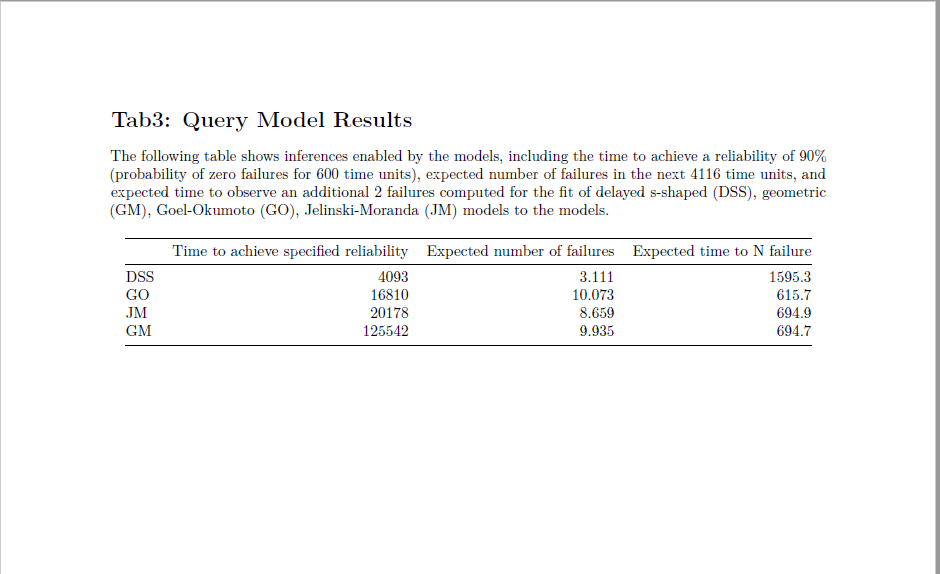 Tab3: Query Model Results
The following table shows inferences enabled by the models, including the time to achieve a reliability of 90%
(probability of zero failures for 600 time units), expected number of failures in the next 4116 time units, and
expected time to observe an additional 2 failures computed for the fit of delayed s-shaped (DSS), geometric
(GM), Goel-Okumoto (GO), Jelinski-Moranda (JM) models to the models.
Time to achieve specified reliability Expected number of failures Expected time to N failure
DSS 4093 3.111 1595.3
GO 16810 10.073 615.7
JM 20178 8.659 694.9
GM 125542 9.935 694.7